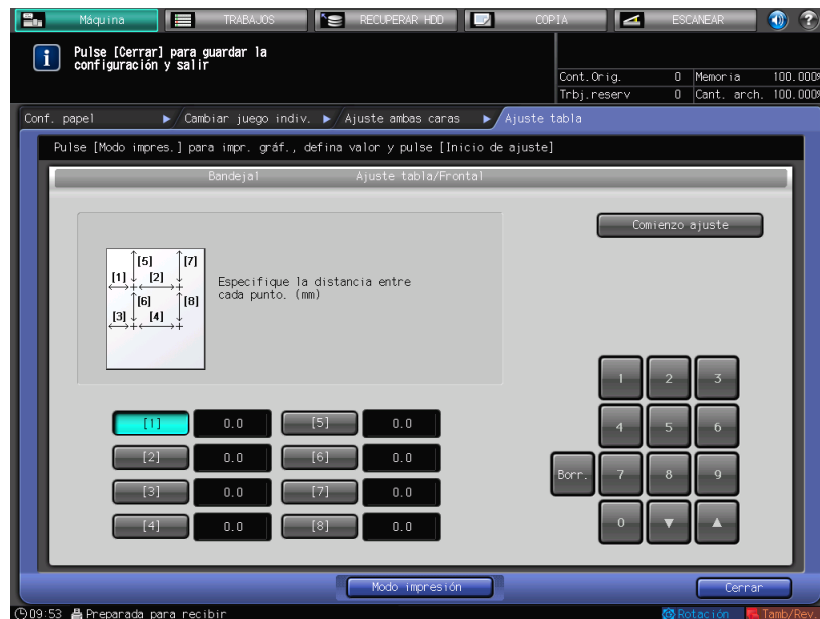 Máquina TRABAJOS RECUPERAR HDD COPIA ESCANEAR
Pulse [Cerrar] para guardar la
configuración y salir
Cont.Orig. 0 Memoria 100.000%
Trbj.reserv 0 Cant. arch. 100.000%
Conf. papel Cambiar juego indiv. Ajuste ambas caras Ajuste tabla
Pulse [Modo impres.] para impr. gráf., defina valor y pulse [Inicio de ajuste]
Bandeja1 Ajuste tabla/Frontal
Comienzo ajuste
[5] [7]
[1] [2]
[6] [8]
[3] [4]
Especifique la distancia entre
cada punto. (mm)
1 2 3
[1] 0.0 [5] 0.0
4 5 6
[2] 0.0 [6] 0.0
Borr. 7 8 9
[3] 0.0 [7] 0.0
[4] 0.0 [8] 0.0
0 ▼ ▲
Modo impresión Cerrar
09:53 Preparada para recibir Rotación Tamb/Rev.